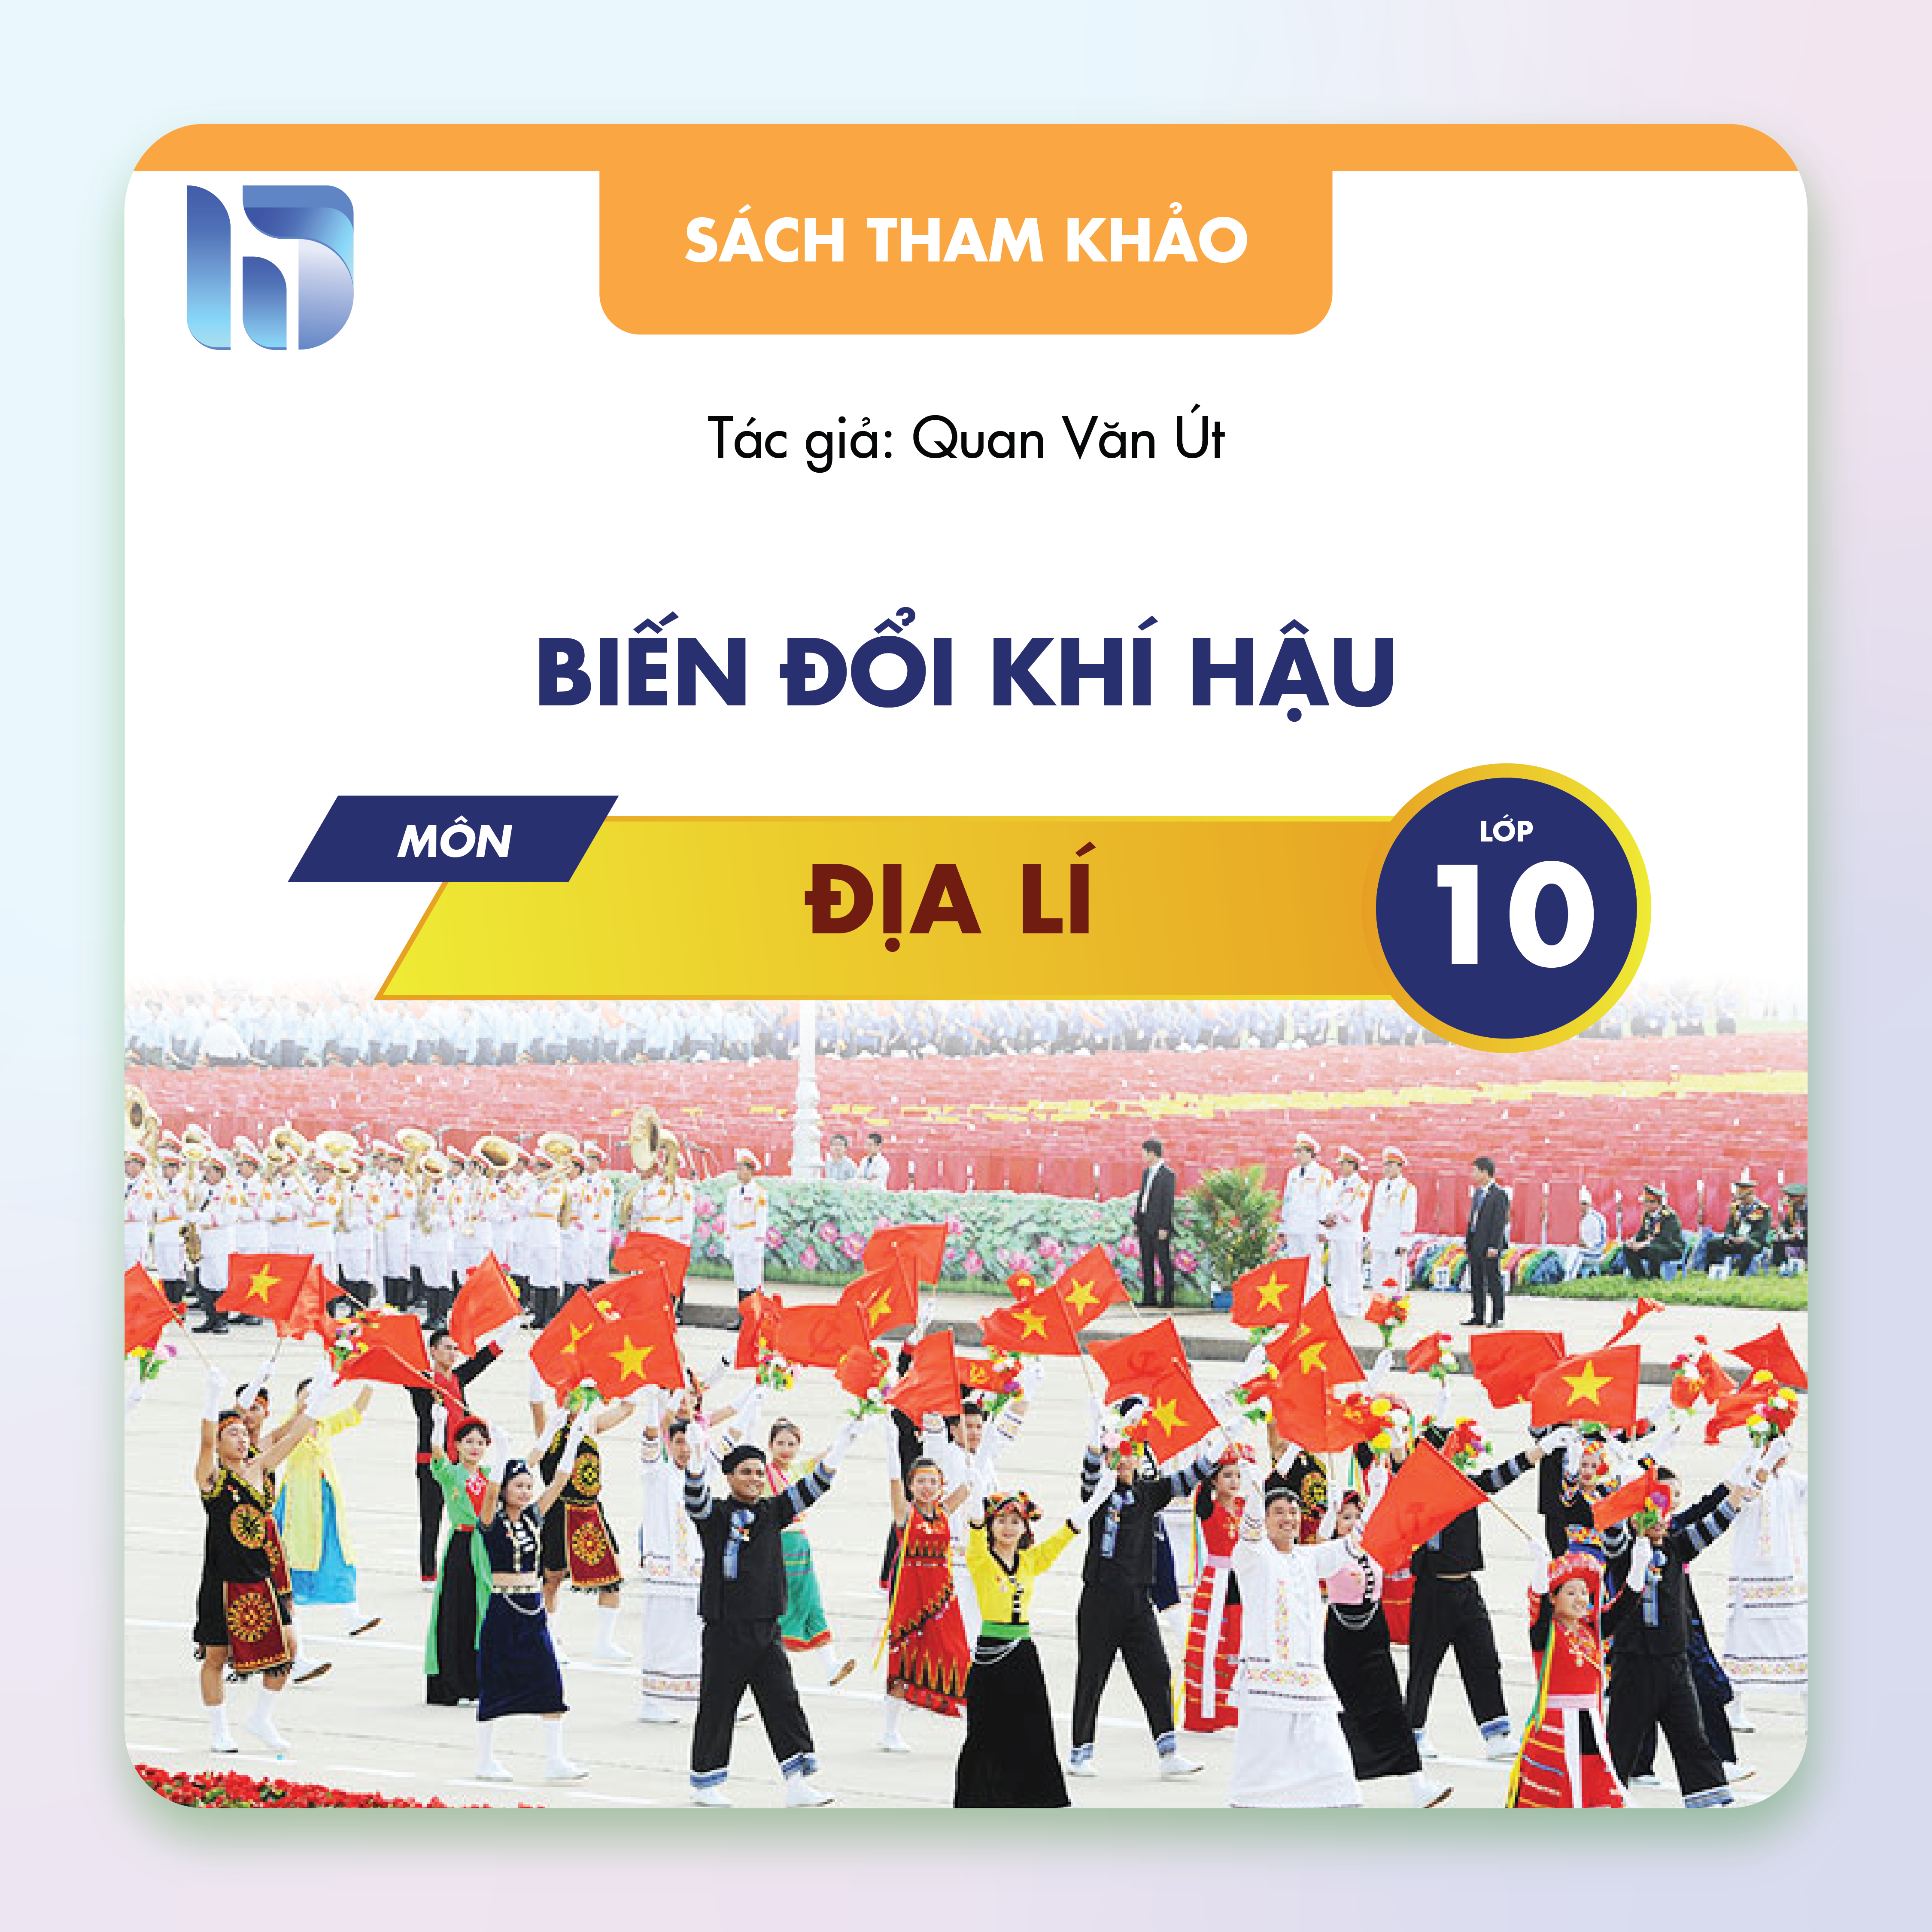 SÁCH THAM KHẢO
Tác giả: Quan Văn Út
BIẾN ĐỔI KHÍ HẬU
MÔN
ĐỊA LÍ
LỚP
10